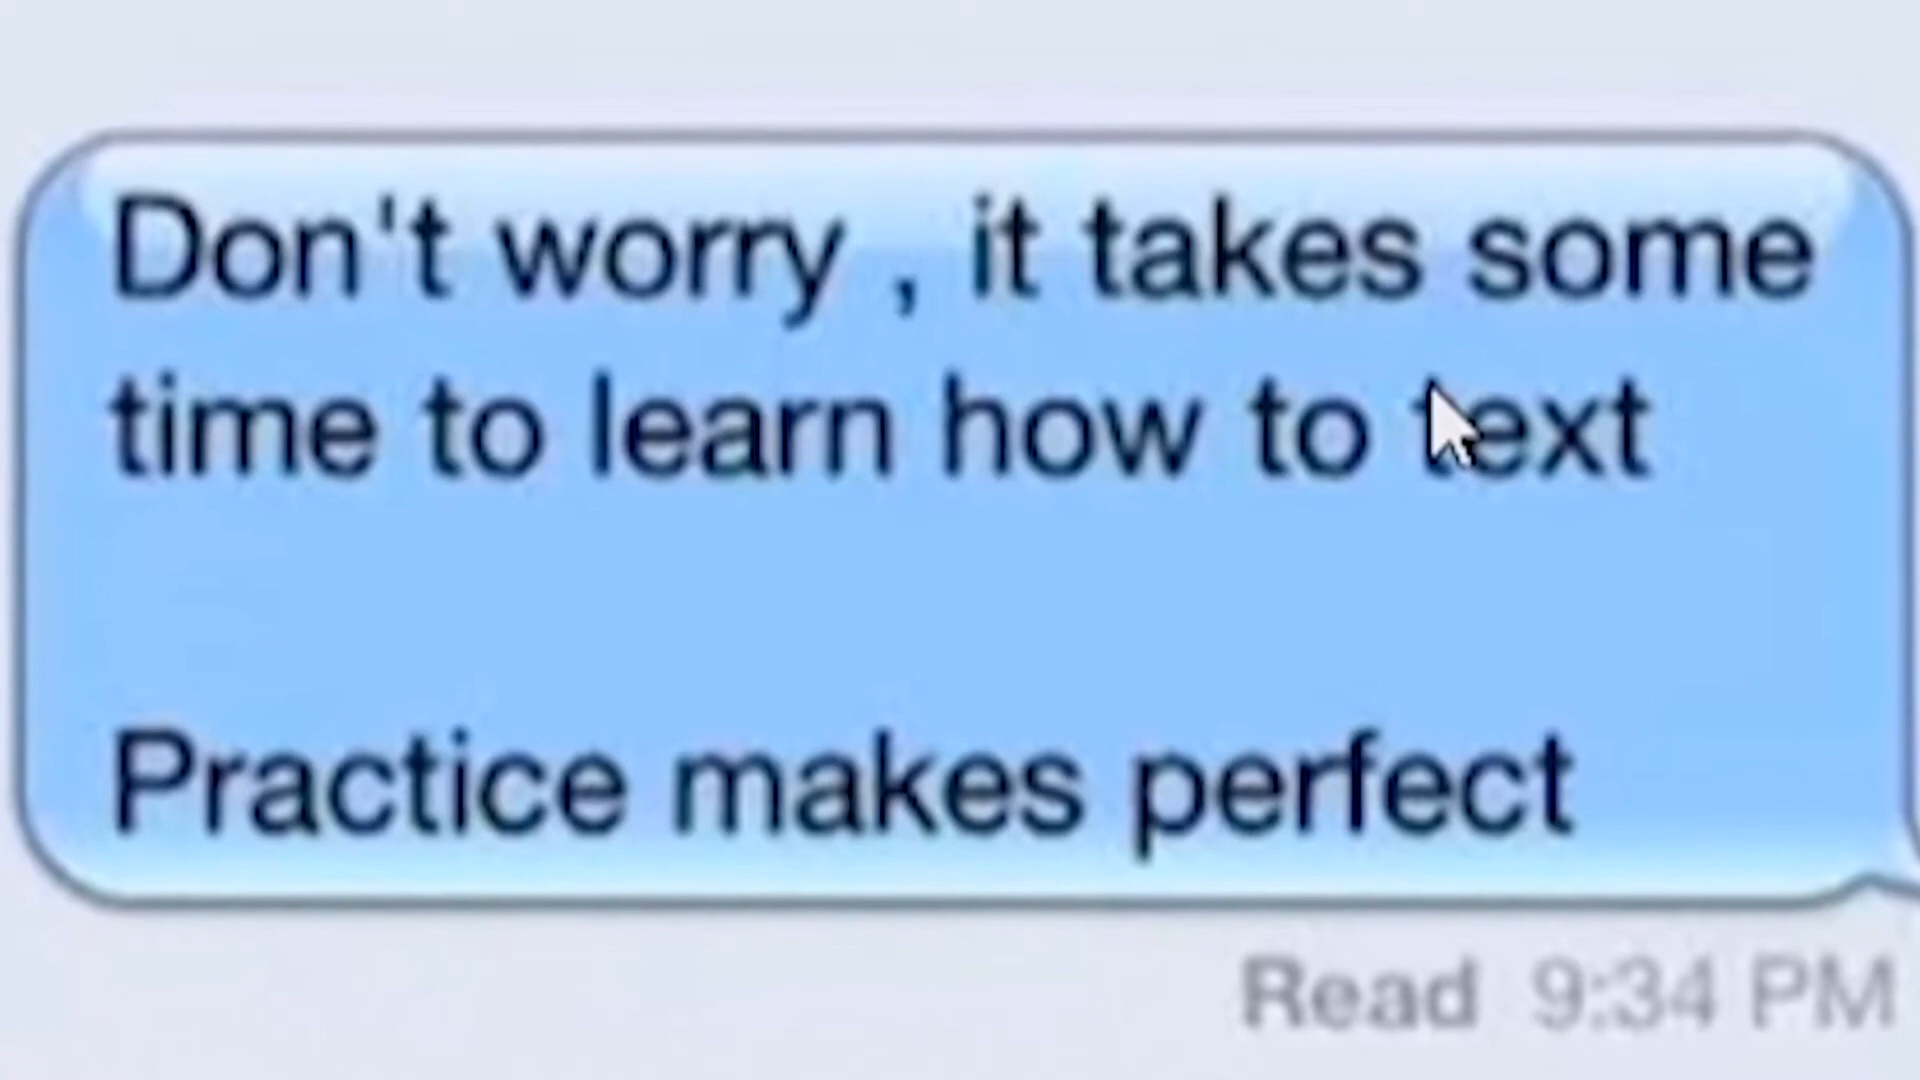 Don't worry , it takes some
time to learn how to text
Practice makes perfect
Read 9:34 PM